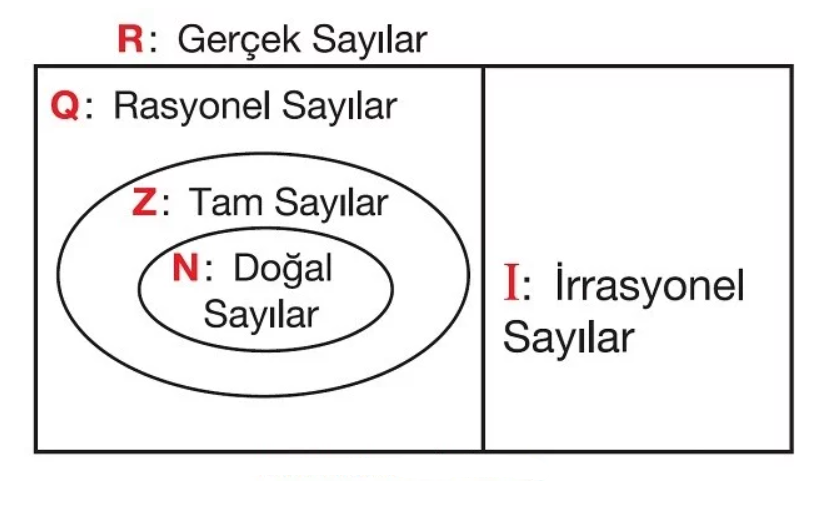 R: Gerçek Sayılar
Q: Rasyonel Sayılar
Z: Tam Sayılar
N: Doğal
Sayılar
I: İrrasyonel
Sayılar